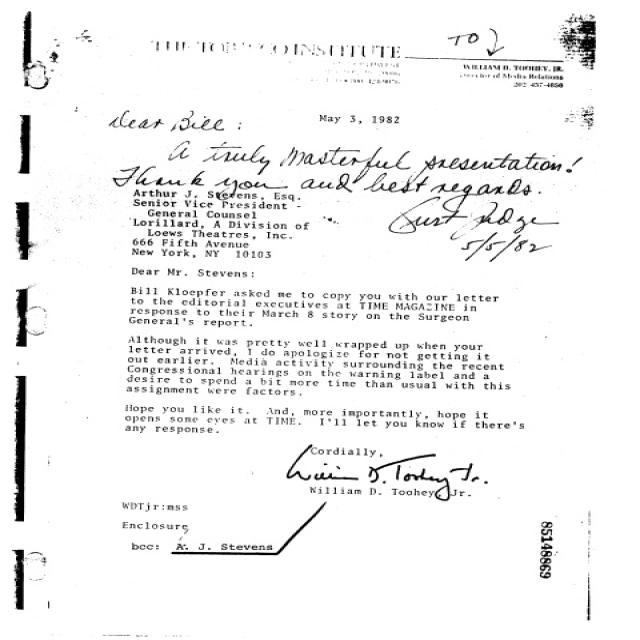 THE TOBACCO INSTITUTE
TO
WILLIAM D. TOOHEY, JR.
Director of Media Relations
202 457-4850
Dear Bill:
May 3, 1982
A truly Masterful presentation!
Thank you and best regards.
Curt Judge
5/5/82
Arthur J. Stevens, Esq.
Senior Vice President -
General Counsel
Lorillard, A Division of
Loews Theatres, Inc.
666 Fifth Avenue
New York, NY 10103
Dear Mr. Stevens:
Bill Kloepfer asked me to copy you with our letter
to the editorial executives at TIME MAGAZINE in
response to their March 8 story on the Surgeon
General's report.
Although it was pretty well wrapped up when your
letter arrived, I do apologize for not getting it
out earlier. Media activity surrounding the recent
Congressional hearings on the warning label and a
desire to spend a bit more time than usual with this
assignment were factors.
Hope you like it. And, more importantly, hope it
opens some eyes at TIME. I'll let you know if there's
any response.
Cordially,
William D. Toohey Jr.
William D. Toohey, Jr.
WDTjr:mss
Enclosure
bcc: A. J. Stevens
85148869